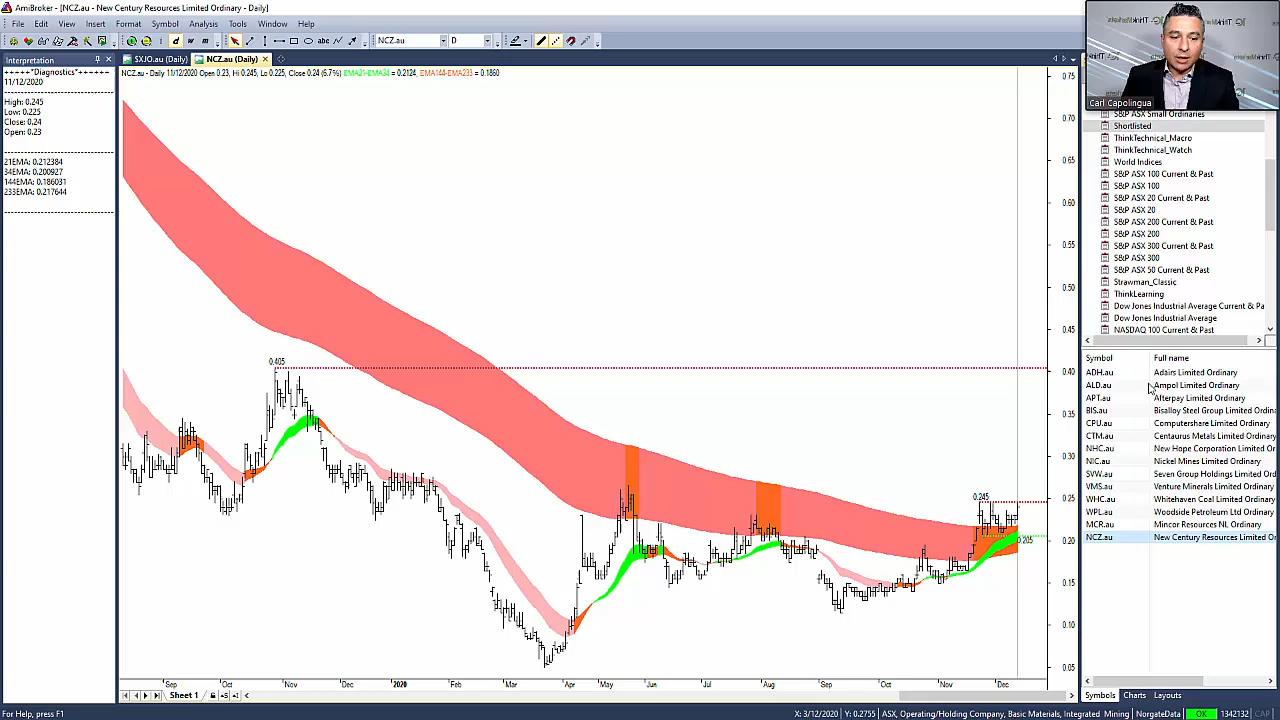 AmiBroker - [NCZ.au - New Century Resources Limited Ordinary - Daily]
File Edit View Insert Format Symbol Analysis Tools Window Help
NCZ.au D
Interpretation
SXJO.au (Daily) NCZ.au (Daily)
+++++"Diagnostics"++++++
11/12/2020
High: 0.245
Low: 0.225
Close: 0.24
Open: 0.23
21EMA: 0.212384
34EMA: 0.200927
144EMA: 0.186031
233EMA: 0.217644
NCZ.au - Daily 11/12/2020 Open 0.23, Hi 0.245, Lo 0.225, Close 0.24 (6.7%) EMA21-EMA34 = 0.2124, EMA144-EMA233 = 0.1860
0.75
0.70
0.65
0.60
0.55
0.50
0.45
0.40
0.35
0.30
0.25
0.20
0.15
0.10
0.05
0.405
0.245
0.205
Sep Oct Nov Dec 2020 Feb Mar Apr May Jun Jul Aug Sep Oct Nov Dec
Sheet 1
Carl Capolingua
S&P ASX Small Ordinaries
Shortlisted
ThinkTechnical_Macro
ThinkTechnical_Watch
World Indices
S&P ASX 100 Current & Past
S&P ASX 100
S&P ASX 20 Current & Past
S&P ASX 20
S&P ASX 200 Current & Past
S&P ASX 200
S&P ASX 300 Current & Past
S&P ASX 300
S&P ASX 50 Current & Past
Strawman_Classic
ThinkLearning
Dow Jones Industrial Average Current & Pa
Dow Jones Industrial Average
NASDAQ 100 Current & Past
Symbol Full name
ADH.au Adairs Limited Ordinary
ALD.au Ampol Limited Ordinary
APT.au Afterpay Limited Ordinary
BIS.au Bisalloy Steel Group Limited Ordina
CPU.au Computershare Limited Ordinary
CTM.au Centaurus Metals Limited Ordinary
NHC.au New Hope Corporation Limited
NIC.au Nickel Mines Limited Ordinary
SVW.au Seven Group Holdings Limited
VMS.au Venture Minerals Limited Ordinary
WHC.au Whitehaven Coal Limited Ordinary
WPL.au Woodside Petroleum Ltd Ordinary
MCR.au Mincor Resources NL Ordinary
NCZ.au New Century Resources Limited Or
Symbols Charts Layouts
For Help, press F1
X: 3/12/2020 Y: 0.2755 ASX, Operating/Holding Company, Basic Materials, Integrated Mining NorgateData OK 1342132 CAP